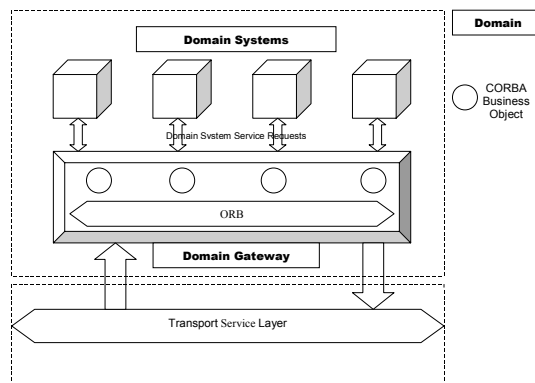 Domain Systems
Domain
CORBA
Business
Object
Domain System Service Requests
ORB
Domain Gateway
Transport Service Layer